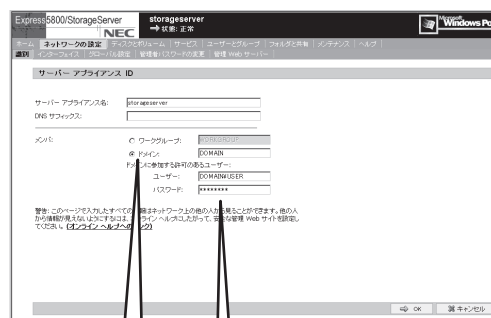 Express5800/StorageServer
NEC
storageserver
➔状態: 正常
Microsoft
Windows Po
ホーム ネットワークの設定 ディスクとボリューム サービス ユーザーとグループ フォルダと共有 メンテナンス ヘルプ
識別 インターフェイス グローバル設定 管理者パスワードの変更 管理 Web サーバー
サーバー アプライアンス ID
サーバー アプライアンス名: storageserver
DNS サフィックス:
メンバ: ワークグループ: WORKGROUP
ドメイン: DOMAIN
ドメインに参加する許可のあるユーザー:
ユーザー: DOMAIN¥USER
パスワード: ********
警告: このページで入力したすべての 報はネットワーク上の他の人から見ることができます。他の人
から情報が見えないようにするには、 ライン ヘルプに したがって、安 な管理 Web サイトを設定し
てください。(オンライン ヘルプへの ク)
OK キャンセル